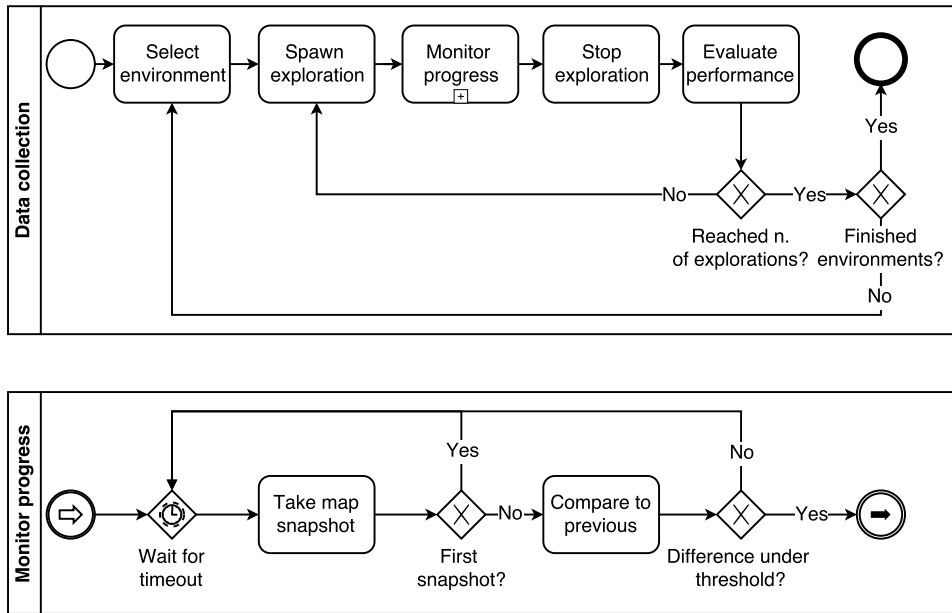 Data collection
Select
environment
Spawn
exploration
Monitor
progress
Stop
exploration
Evaluate
performance
Yes
No
Yes
Reached n.
of explorations?
Finished
environments?
No
Monitor progress
Yes
No
Take map
snapshot
No
Compare to
previous
Yes
Wait for
timeout
First
snapshot?
Difference under
threshold?